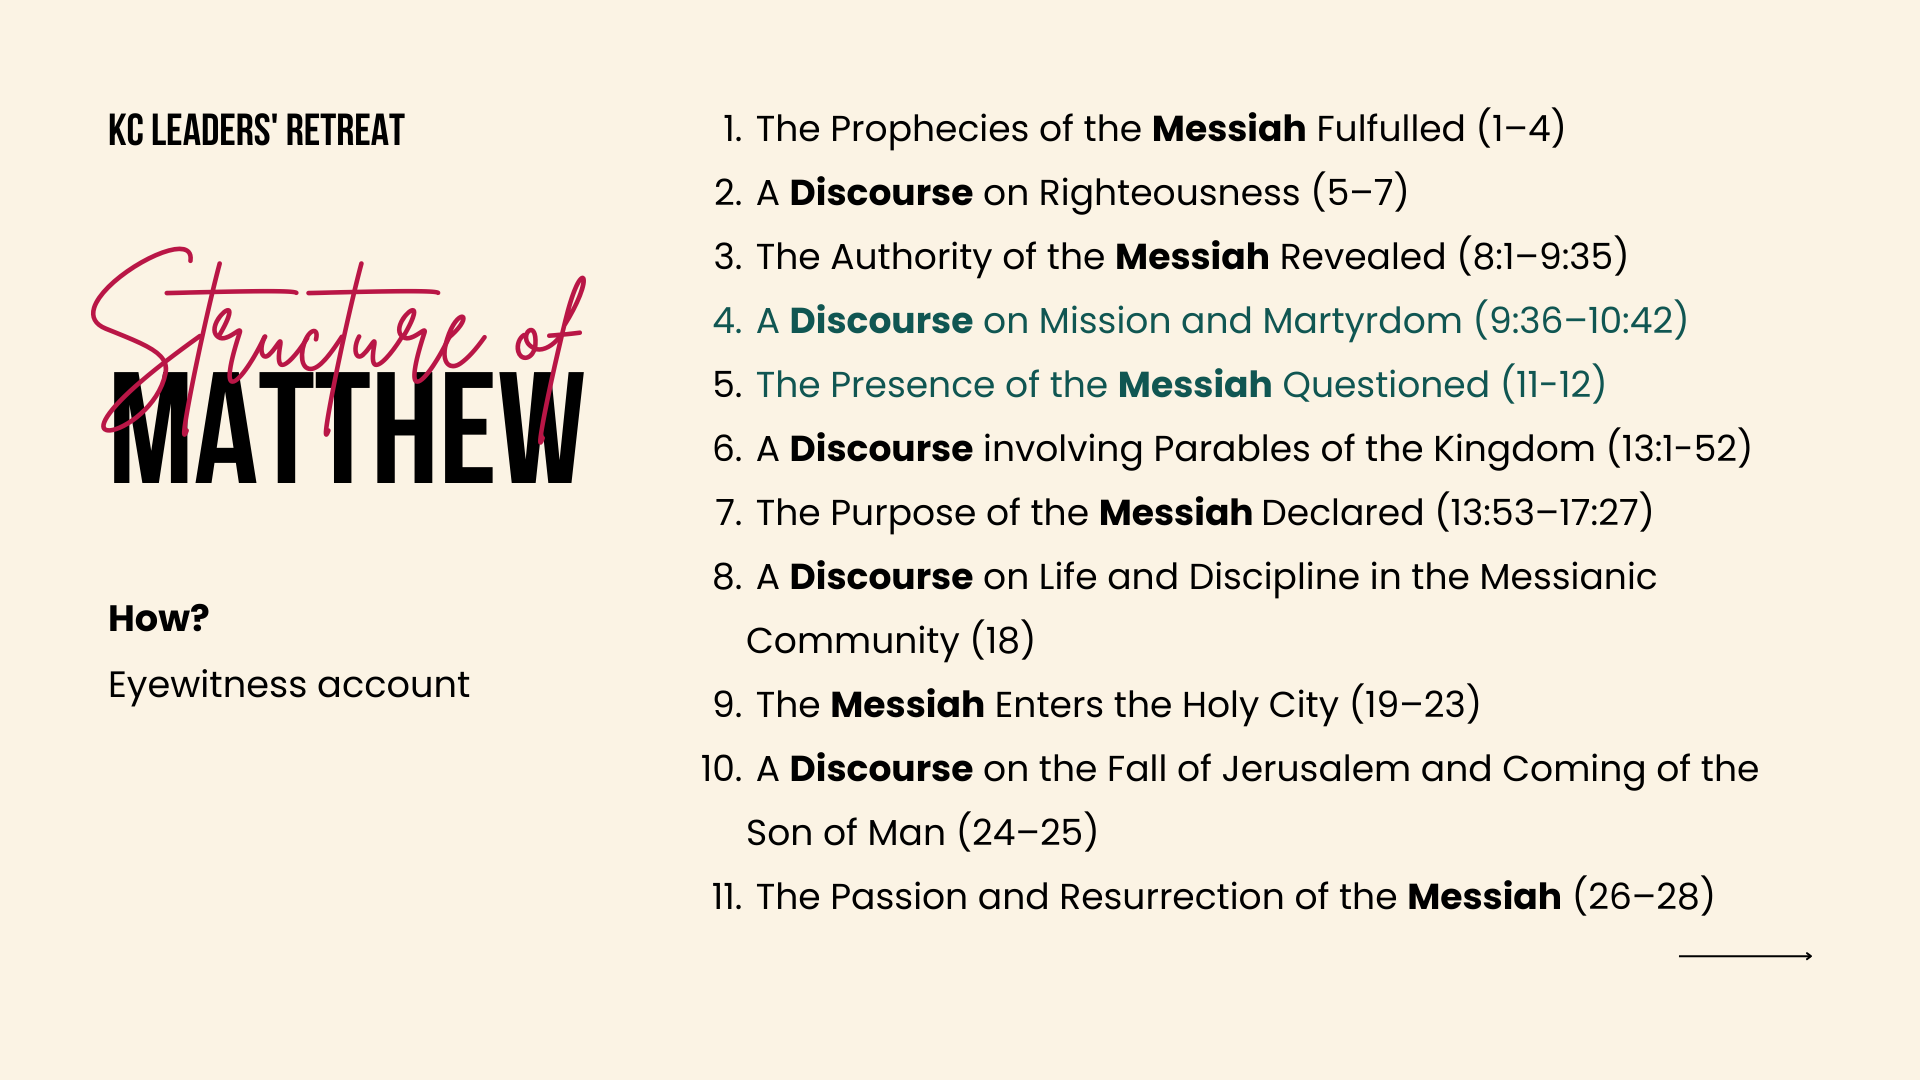 KC LEADERS' RETREAT
Structure of
MATTHEW
How?
Eyewitness account
1. The Prophecies of the Messiah Fulfulled (1–4)
2. A Discourse on Righteousness (5–7)
3. The Authority of the Messiah Revealed (8:1–9:35)
4. A Discourse on Mission and Martyrdom (9:36–10:42)
5. The Presence of the Messiah Questioned (11-12)
6. A Discourse involving Parables of the Kingdom (13:1-52)
7. The Purpose of the Messiah Declared (13:53–17:27)
8. A Discourse on Life and Discipline in the Messianic
Community (18)
9. The Messiah Enters the Holy City (19–23)
10. A Discourse on the Fall of Jerusalem and Coming of the
Son of Man (24–25)
11. The Passion and Resurrection of the Messiah (26–28)